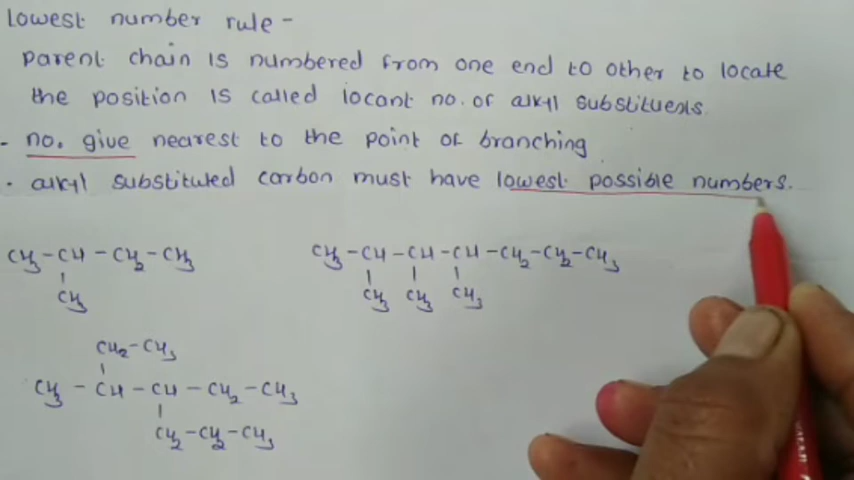 lowest number rule -
parent chain is numbered from one end to other to locate
the position is called locant no. of alkyl substituents.
- no. give nearest to the point of branching
. alkyl substituted carbon must have lowest possible numbers.
CH₃-CH-CH₂-CH₃
CH₃
CH₃-CH-CH-CH-CH₂-CH₂-CH₃
CH₃ CH₃ CH₃
CH₂-CH₃
CH₃-CH-CH-CH₂-CH₃
CH₂-CH₂-CH₃